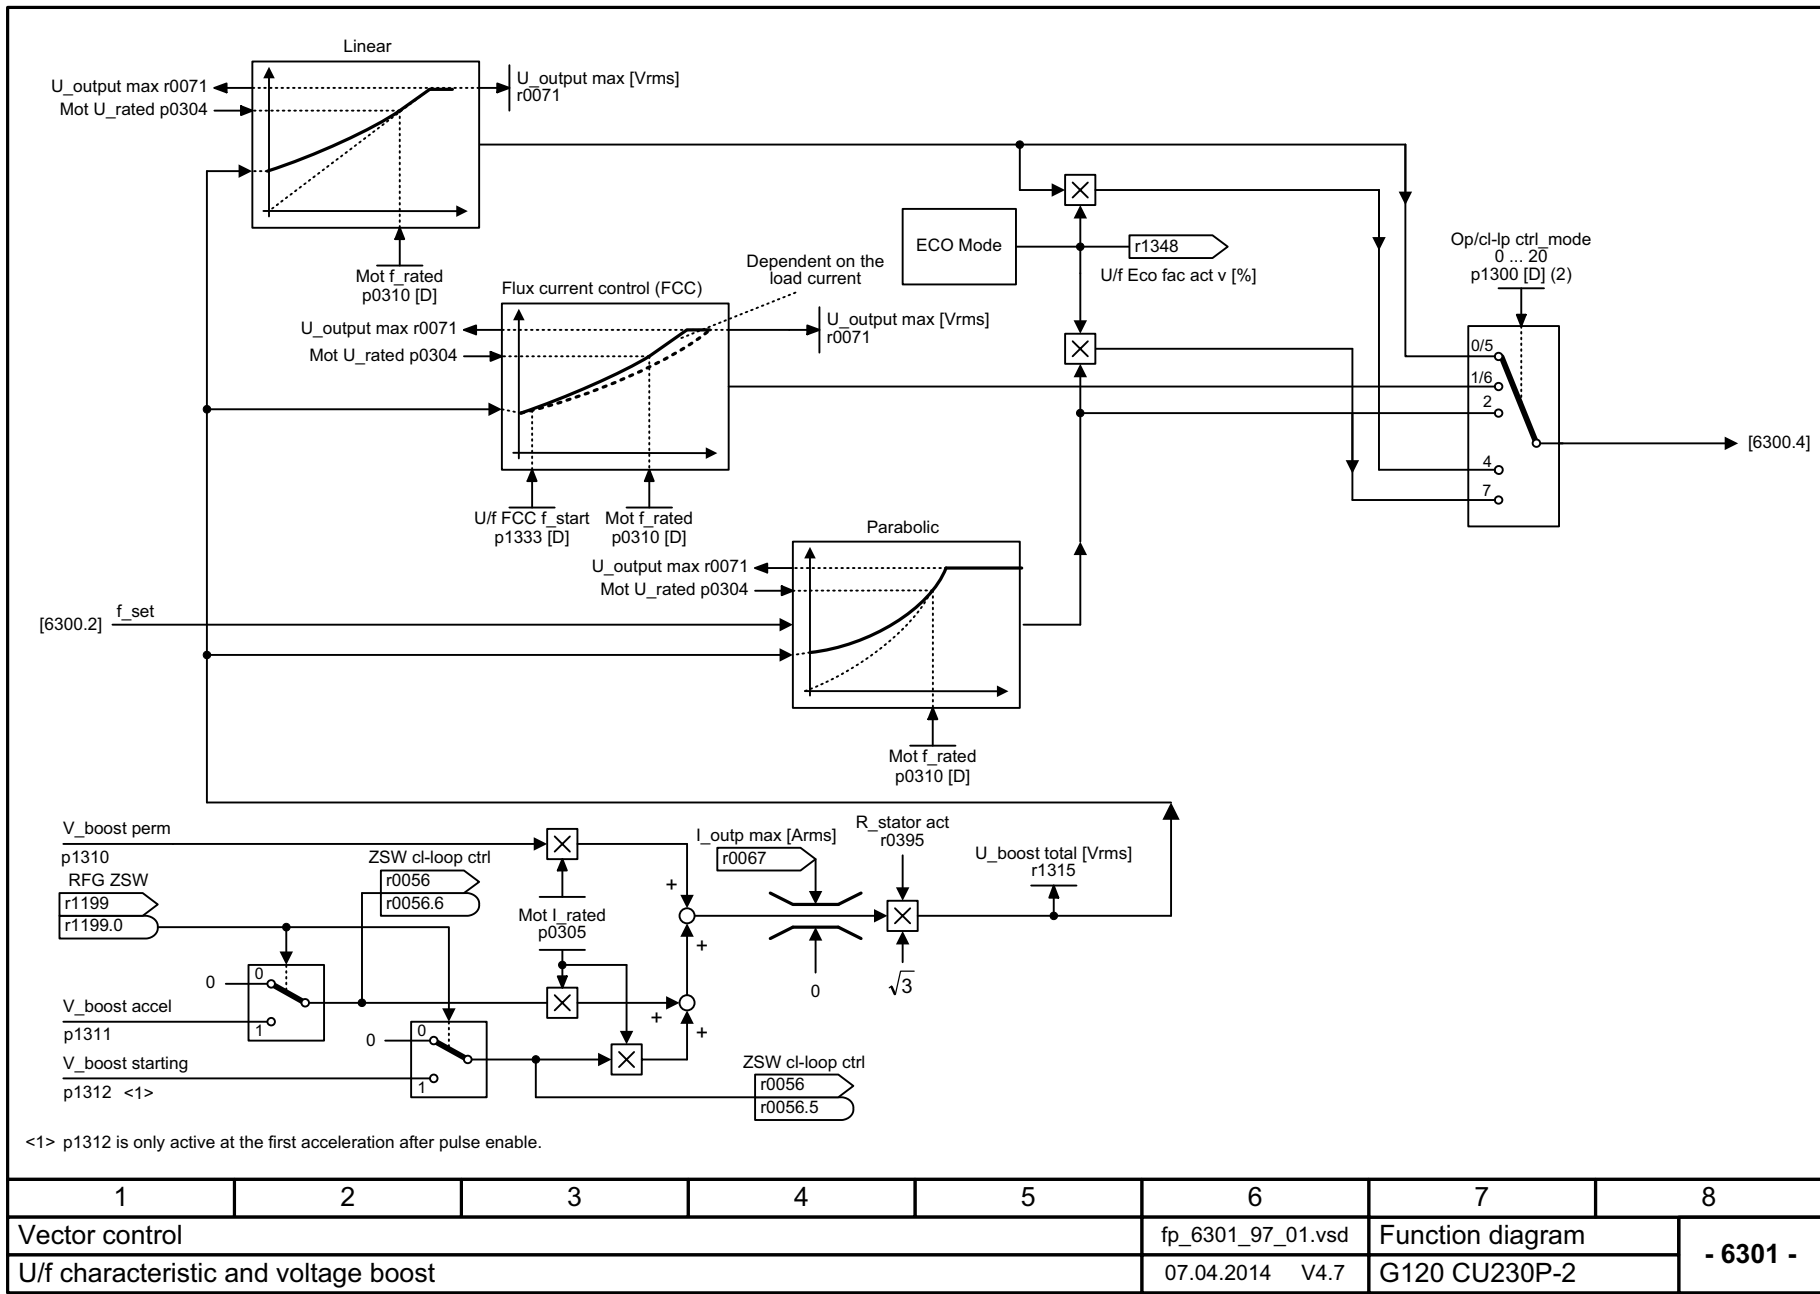 Linear
U_output max r0071
Mot U_rated p0304
U_output max [Vrms]
r0071
Mot f_rated
p0310 [D]
Flux current control (FCC)
Dependent on the
load current
U_output max r0071
Mot U_rated p0304
U_output max [Vrms]
r0071
U/f FCC f_start
p1333 [D]
Mot f_rated
p0310 [D]
ECO Mode
r1348
U/f Eco fac act v [%]
Op/cl-lp ctrl_mode
0 ... 20
p1300 [D] (2)
0/5
1/6
2
4
7
[6300.4]
Parabolic
U_output max r0071
Mot U_rated p0304
[6300.2]
f_set
Mot f_rated
p0310 [D]
V_boost perm
p1310
RFG ZSW
r1199
r1199.0
ZSW cl-loop ctrl
r0056
r0056.6
Mot I_rated
p0305
+
+
+
+
I_outp max [Arms]
r0067
0
R_stator act
r0395
√3
U_boost total [Vrms]
r1315
0
0
1
V_boost accel
p1311
0
0
1
V_boost starting
p1312 <1>
ZSW cl-loop ctrl
r0056
r0056.5
<1> p1312 is only active at the first acceleration after pulse enable.
1 2 3 4 5 6 7 8
Vector control
fp_6301_97_01.vsd
Function diagram
- 6301 -
U/f characteristic and voltage boost
07.04.2014 V4.7
G120 CU230P-2